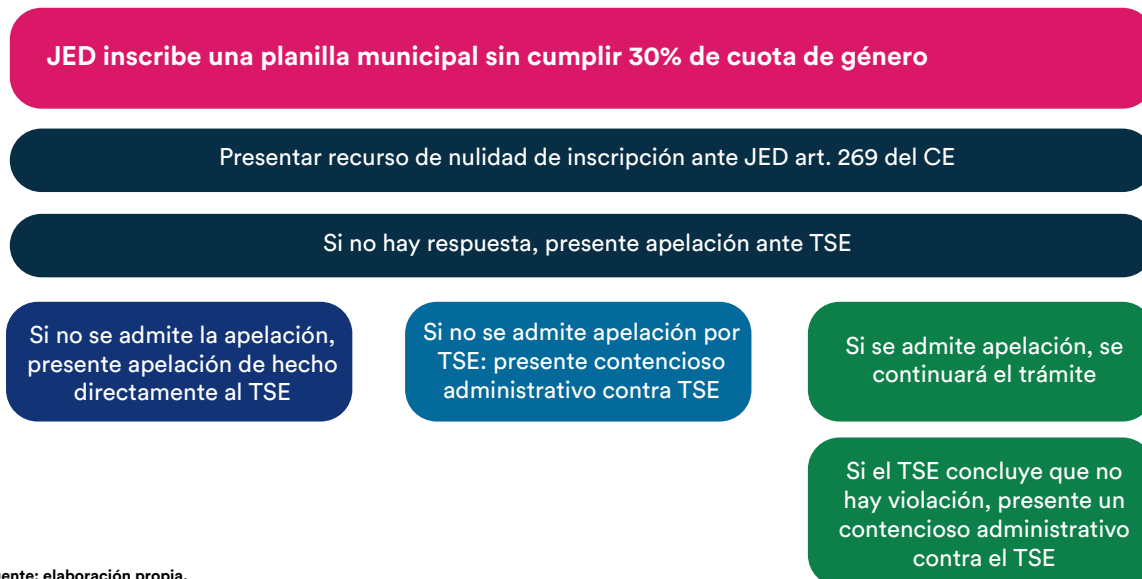 JED inscribe una planilla municipal sin cumplir 30% de cuota de género
Presentar recurso de nulidad de inscripción ante JED art. 269 del CE
Si no hay respuesta, presente apelación ante TSE
Si no se admite la apelación,
presente apelación de hecho
directamente al TSE
Si no se admite apelación por
TSE: presente contencioso
administrativo contra TSE
Si se admite apelación, se
continuará el trámite
Si el TSE concluye que no
hay violación, presente un
contencioso administrativo
contra el TSE
ente: elaboración propia.